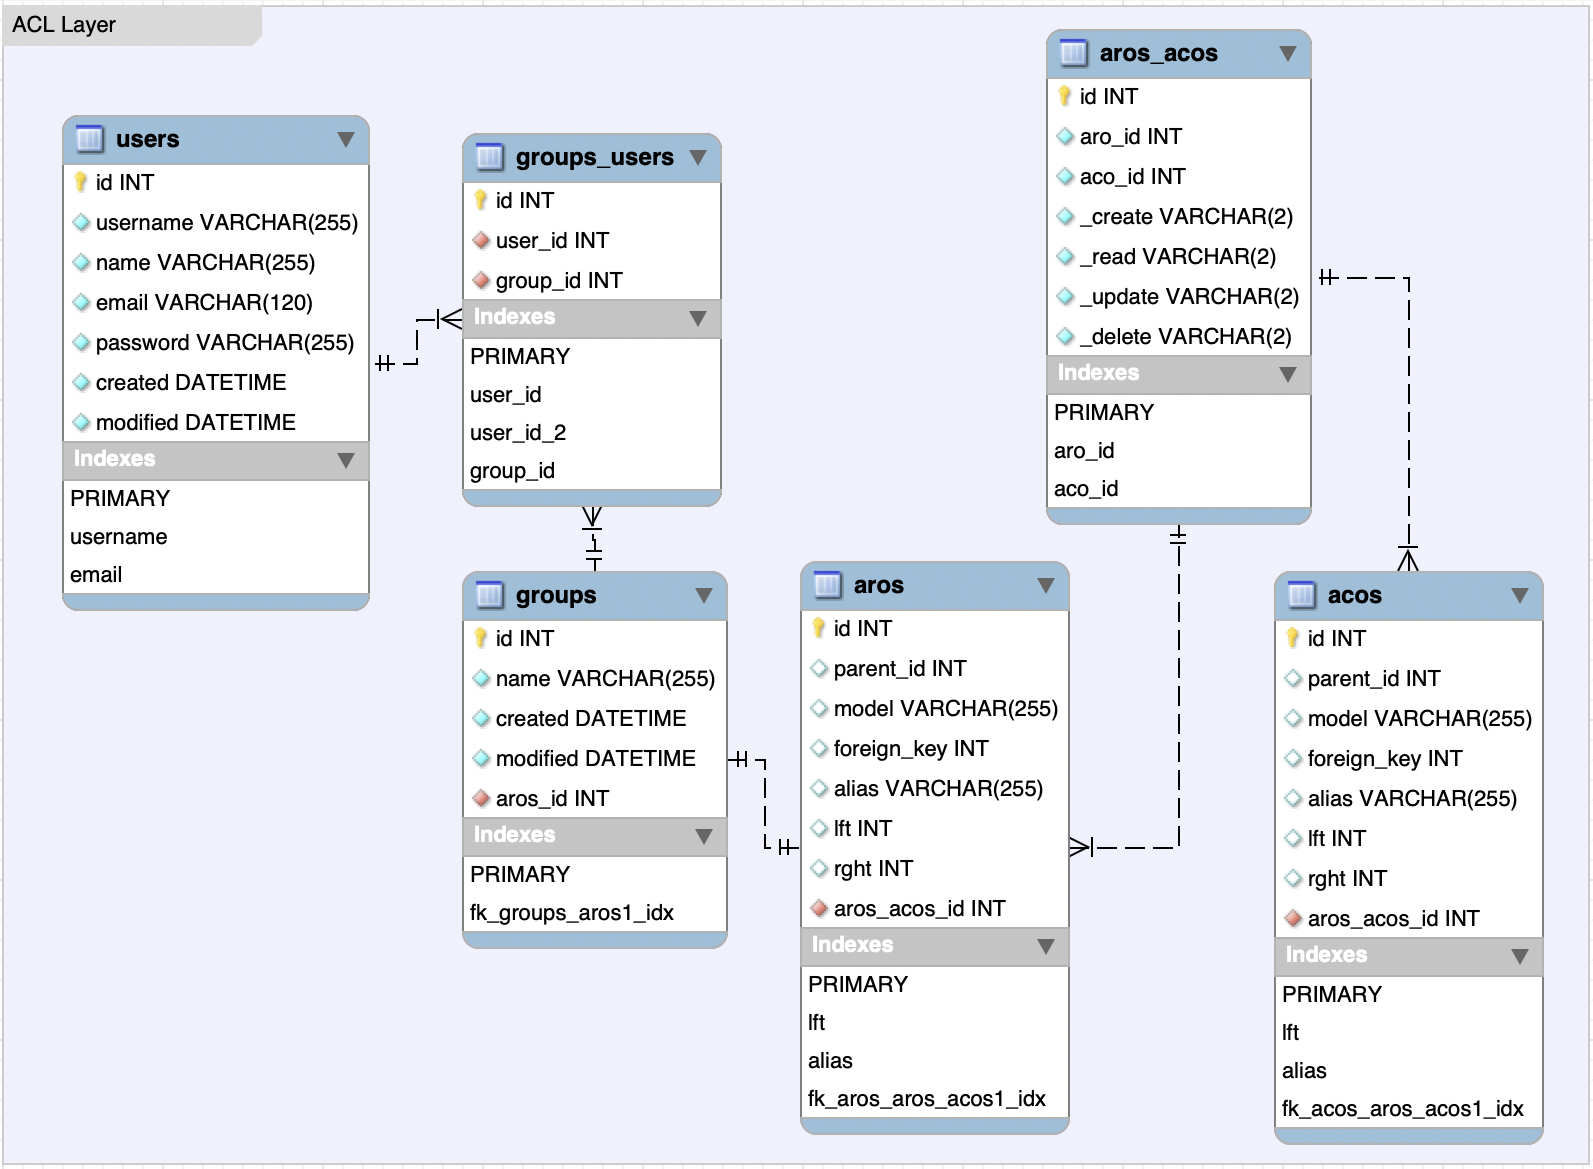 ACL Layer
users
id INT
username VARCHAR(255)
name VARCHAR(255)
email VARCHAR(120)
password VARCHAR(255)
created DATETIME
modified DATETIME
Indexes
PRIMARY
username
email
groups_users
id INT
user_id INT
group_id INT
Indexes
PRIMARY
user_id
user_id_2
group_id
groups
id INT
name VARCHAR(255)
created DATETIME
modified DATETIME
aros_id INT
Indexes
PRIMARY
fk_groups_aros1_idx
aros_acos
id INT
aro_id INT
aco_id INT
_create VARCHAR(2)
_read VARCHAR(2)
_update VARCHAR(2)
_delete VARCHAR(2)
Indexes
PRIMARY
aro_id
aco_id
aros
id INT
parent_id INT
model VARCHAR(255)
foreign_key INT
alias VARCHAR(255)
lft INT
rght INT
aros_acos_id INT
Indexes
PRIMARY
lft
alias
fk_aros_aros_acos1_idx
acos
id INT
parent_id INT
model VARCHAR(255)
foreign_key INT
alias VARCHAR(255)
lft INT
rght INT
aros_acos_id INT
Indexes
PRIMARY
lft
alias
fk_acos_aros_acos1_idx